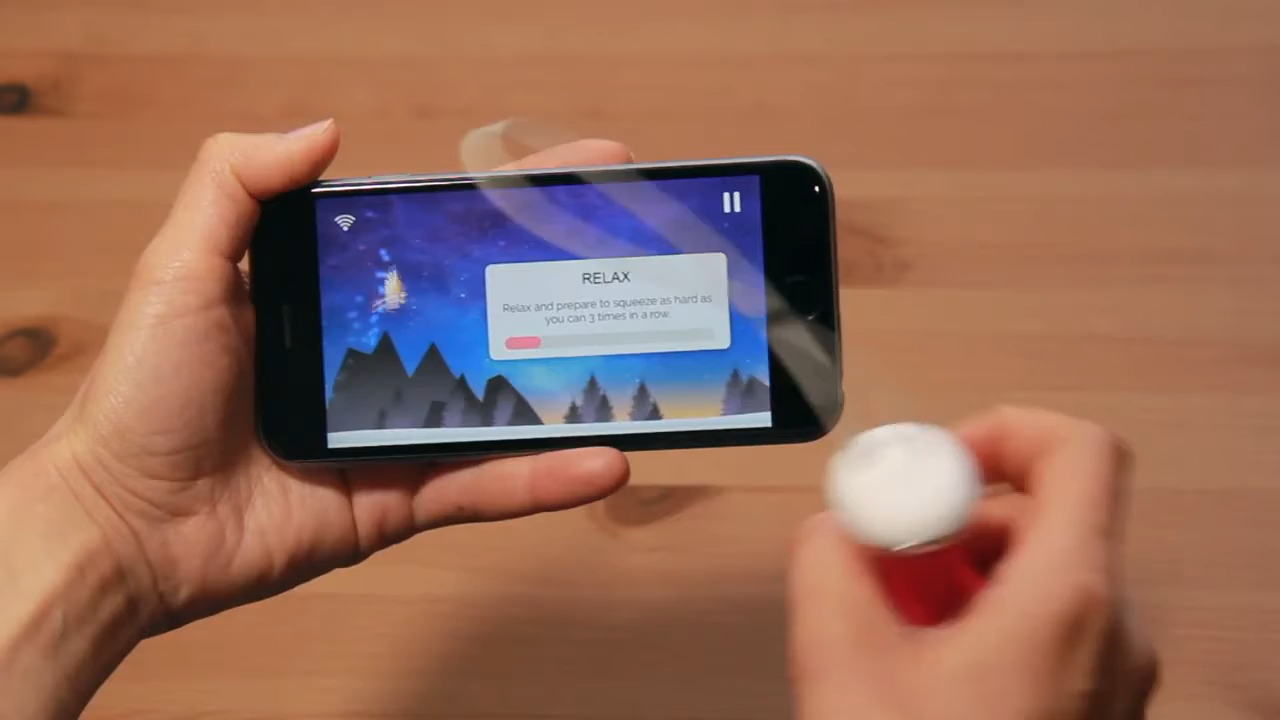 RELAX
Relax and prepare to squeeze as hard as
you can 3 times in a row.